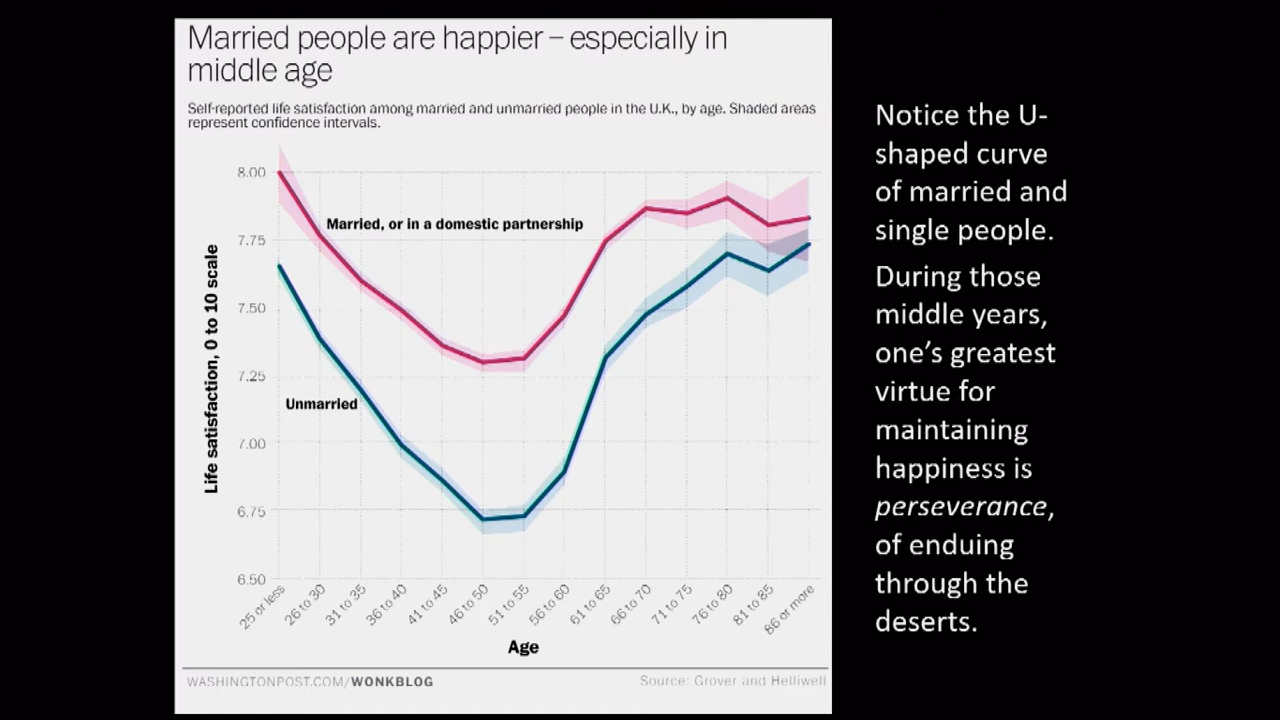 Married people are happier – especially in
middle age
Self-reported life satisfaction among married and unmarried people in the U.K., by age. Shaded areas
represent confidence intervals.
8.00
7.75
7.50
7.25
7.00
6.75
6.50
Life satisfaction, 0 to 10 scale
Married, or in a domestic partnership
Unmarried
25 or less
26 to 30
31 to 35
36 to 40
41 to 45
46 to 50
51 to 55
56 to 60
61 to 65
66 to 70
71 to 75
76 to 80
81 to 85
86 or more
Age
WASHINGTONPOST.COM/WONKBLOG
Source: Grover and Helliwell
Notice the U-
shaped curve
of married and
single people.
During those
middle years,
one’s greatest
virtue for
maintaining
happiness is
perseverance,
of enduing
through the
deserts.